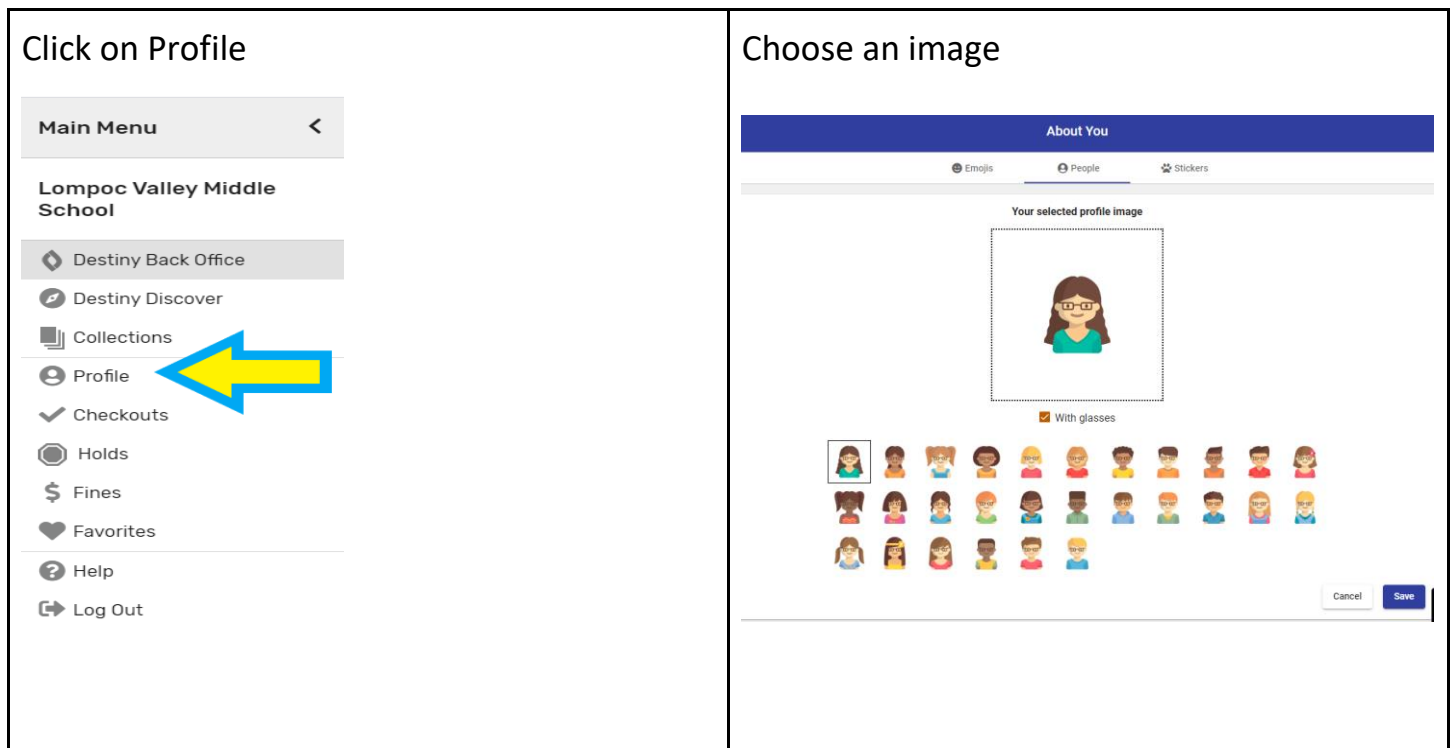 Click on Profile
Main Menu
Lompoc Valley Middle
School
Destiny Back Office
Destiny Discover
Collections
Profile
Checkouts
Holds
$ Fines
Favorites
Help
Log Out
Choose an image
About You
Emojis
People
Stickers
Your selected profile image
With glasses
Cancel
Save